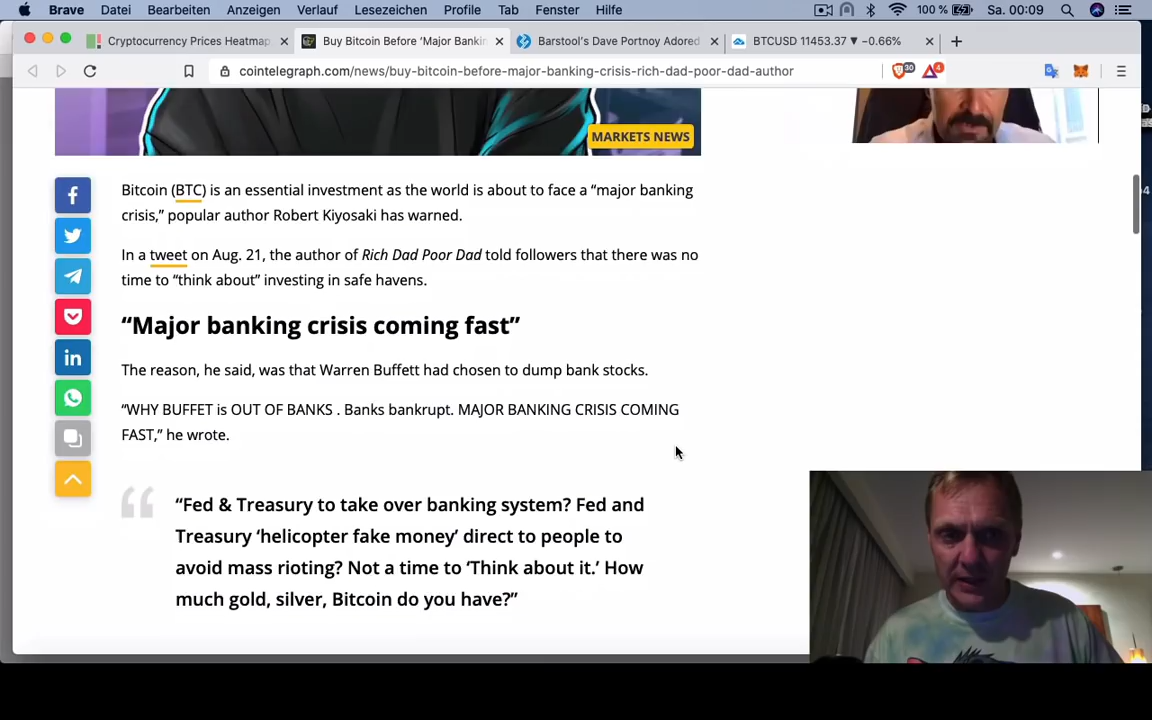 Brave Datei Bearbeiten Anzeigen Verlauf Lesezeichen Profile Tab Fenster Hilfe 100 % Sa. 00:09
Cryptocurrency Prices Heatmap
Buy Bitcoin Before 'Major Bankin
Barstool's Dave Portnoy Adored
BTCUSD 11453.37 ▼ −0.66%
cointelegraph.com/news/buy-bitcoin-before-major-banking-crisis-rich-dad-poor-dad-author
30
4
MARKETS NEWS
Bitcoin (BTC) is an essential investment as the world is about to face a “major banking
crisis,” popular author Robert Kiyosaki has warned.
In a tweet on Aug. 21, the author of Rich Dad Poor Dad told followers that there was no
time to “think about” investing in safe havens.
“Major banking crisis coming fast”
The reason, he said, was that Warren Buffett had chosen to dump bank stocks.
“WHY BUFFET is OUT OF BANKS . Banks bankrupt. MAJOR BANKING CRISIS COMING
FAST,” he wrote.
“Fed & Treasury to take over banking system? Fed and
Treasury ‘helicopter fake money’ direct to people to
avoid mass rioting? Not a time to ‘Think about it.’ How
much gold, silver, Bitcoin do you have?”